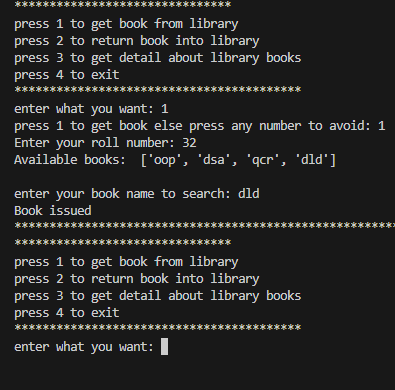 *******************************
press 1 to get book from library
press 2 to return book into library
press 3 to get detail about library books
press 4 to exit
*****************************************
enter what you want: 1
press 1 to get book else press any number to avoid: 1
Enter your roll number: 32
Available books:  ['oop', 'dsa', 'qcr', 'dld']
enter your book name to search: dld
Book issued
*******************************************************
*******************************
press 1 to get book from library
press 2 to return book into library
press 3 to get detail about library books
press 4 to exit
*****************************************
enter what you want: